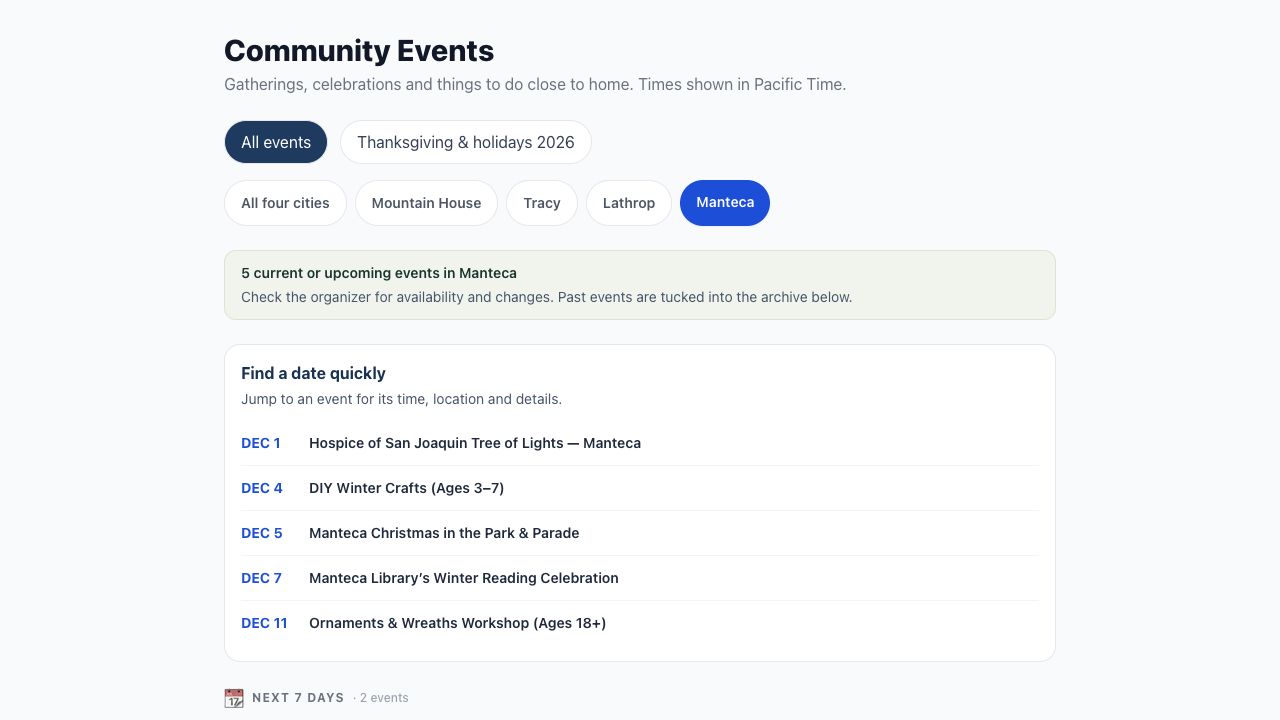 Community Events
Gatherings, celebrations and things to do close to home. Times shown in Pacific Time.
All events
Thanksgiving & holidays 2026
All four cities
Mountain House
Tracy
Lathrop
Manteca
5 current or upcoming events in Manteca
Check the organizer for availability and changes. Past events are tucked into the archive below.
Find a date quickly
Jump to an event for its time, location and details.
DEC 1 Hospice of San Joaquin Tree of Lights — Manteca
DEC 4 DIY Winter Crafts (Ages 3–7)
DEC 5 Manteca Christmas in the Park & Parade
DEC 7 Manteca Library’s Winter Reading Celebration
DEC 11 Ornaments & Wreaths Workshop (Ages 18+)
17 NEXT 7 DAYS · 2 events